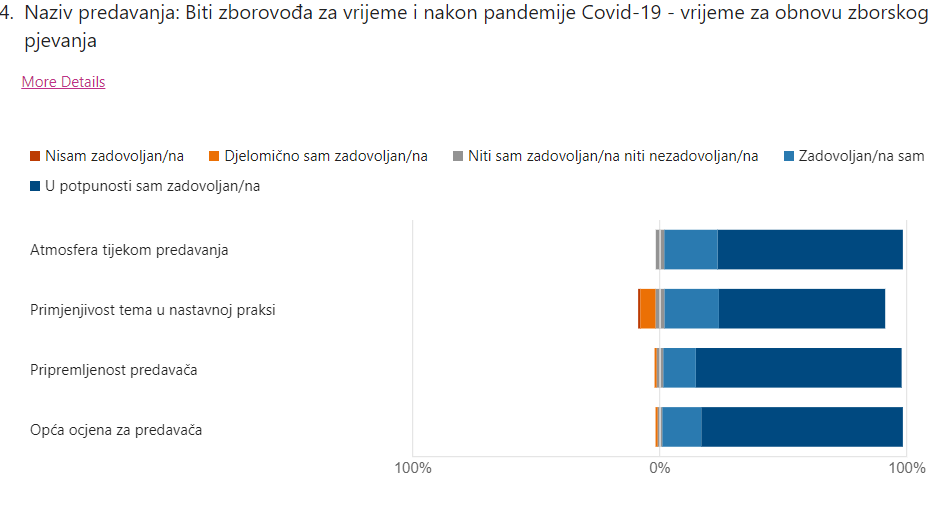 4. Naziv predavanja: Biti zborovođa za vrijeme i nakon pandemije Covid-19 - vrijeme za obnovu zborskog
pjevanja
More Details
Nisam zadovoljan/na Djelomično sam zadovoljan/na Niti sam zadovoljan/na niti nezadovoljan/na Zadovoljan/na sam
U potpunosti sam zadovoljan/na
Atmosfera tijekom predavanja
Primjenjivost tema u nastavnoj praksi
Pripremljenost predavača
Opća ocjena za predavača
100% 0% 100%